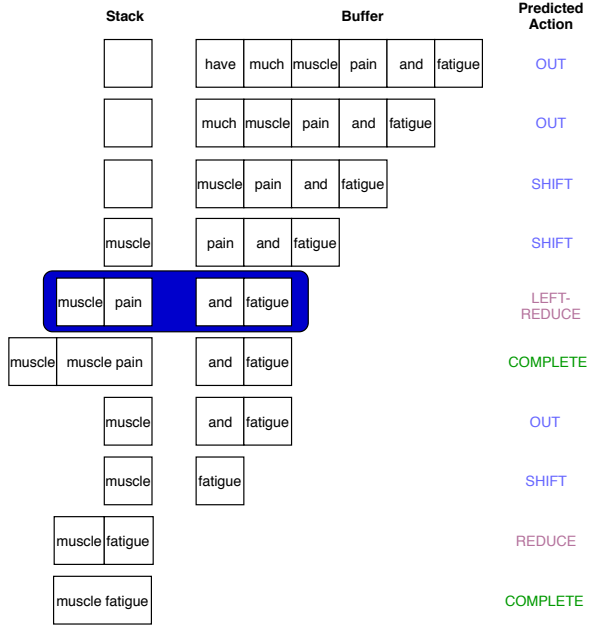 Stack Buffer Predicted Action
have much muscle pain and fatigue OUT
much muscle pain and fatigue OUT
muscle pain and fatigue SHIFT
muscle pain and fatigue SHIFT
muscle pain and fatigue LEFT-
REDUCE
muscle muscle pain and fatigue COMPLETE
muscle and fatigue OUT
muscle fatigue SHIFT
muscle fatigue REDUCE
muscle fatigue COMPLETE